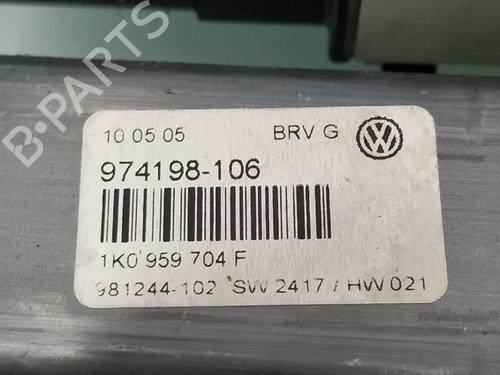 10 05 05 BRV G
974198-106
1K0 959 704 F
981244-102 SW 2417 / HW 021
B-PARTS